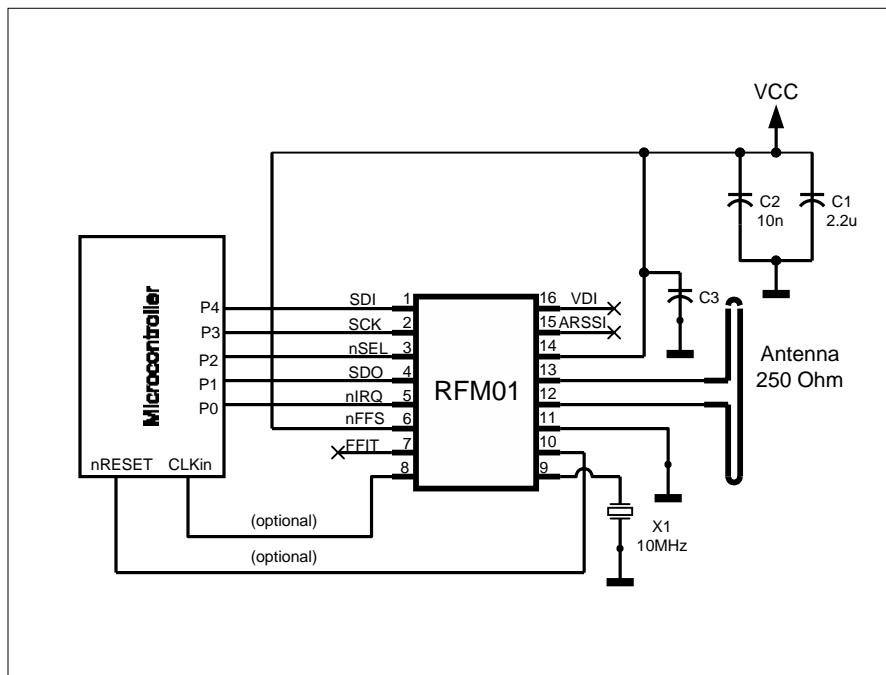 VCC
C2
10n
C1
2.2u
C3
Microcontroller
P4
P3
P2
P1
P0
nRESET
CLKin
SDI
SCK
nSEL
SDO
nIRQ
nFFS
FFIT
1
2
3
4
5
6
7
8
RFM01
16
15
14
13
12
11
10
9
VDI
ARSSI
Antenna
250 Ohm
X1
10MHz
(optional)
(optional)